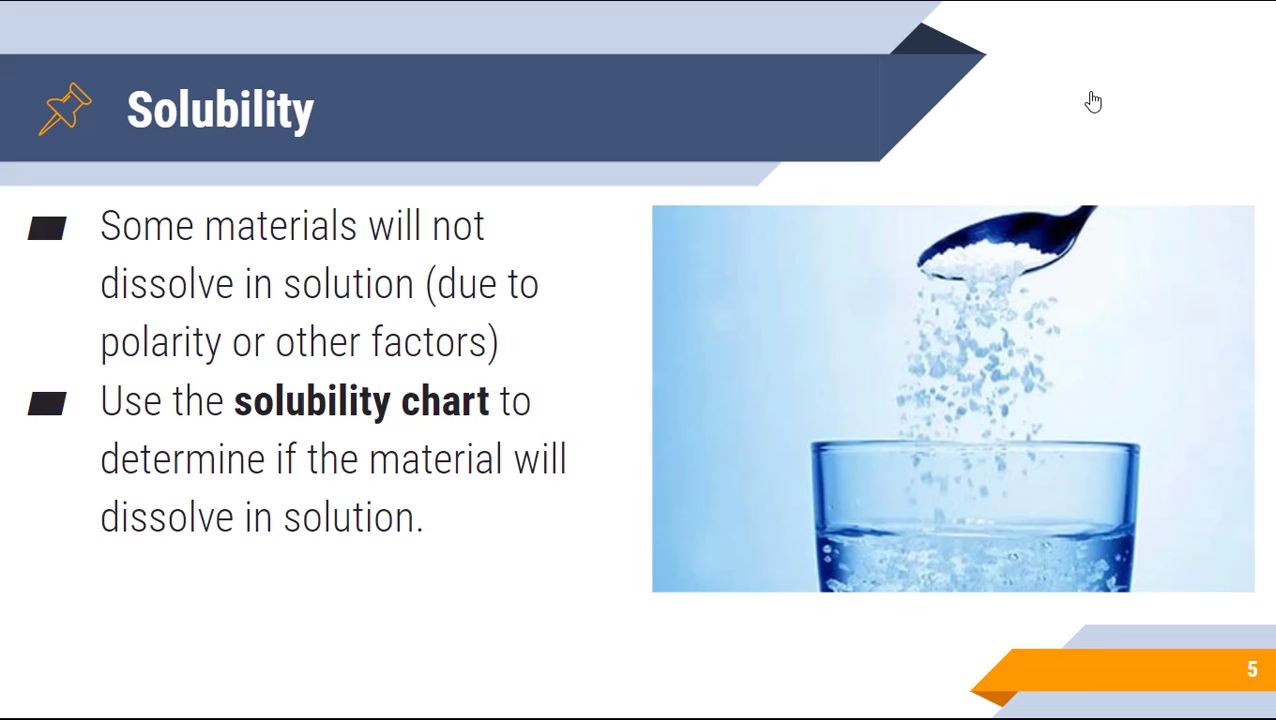 Solubility
Some materials will not
dissolve in solution (due to
polarity or other factors)
Use the solubility chart to
determine if the material will
dissolve in solution.
5